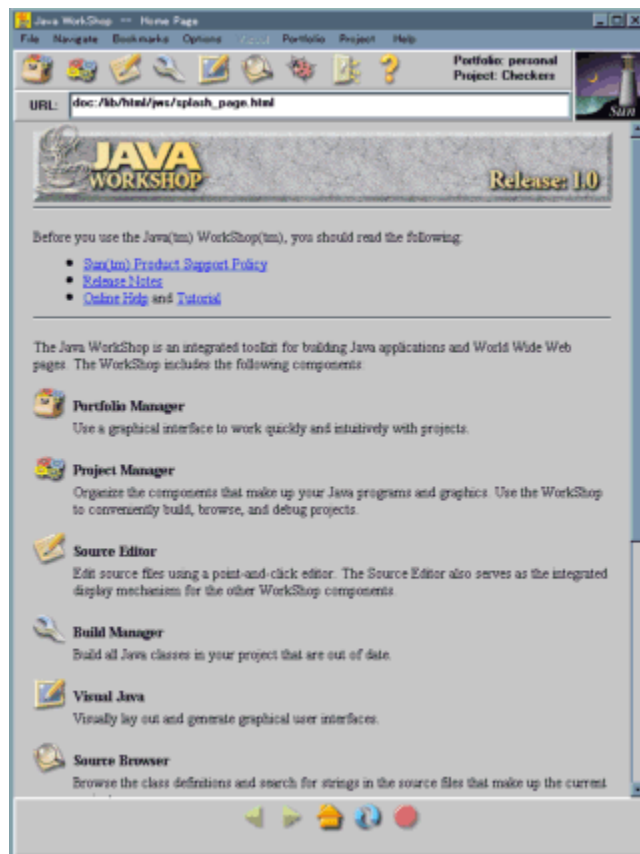 Java WorkShop -- Home Page
File Navigate Bookmarks Options About Portfolio Project Help
Portfolio: personal
Project: Checkers
URL: doc:/lib/html/jws/splash_page.html
Sun
JAVA
WORKSHOP
Release: 1.0
Before you use the Java(tm) WorkShop(tm), you should read the following:
Sun(tm) Product Support Policy
Release Notes
Online Help and Tutorial
The Java WorkShop is an integrated toolkit for building Java applications and World Wide Web
pages. The WorkShop includes the following components:
Portfolio Manager
Use a graphical interface to work quickly and intuitively with projects.
Project Manager
Organize the components that make up your Java programs and graphics. Use the WorkShop
to conveniently build, browse, and debug projects.
Source Editor
Edit source files using a point-and-click editor. The Source Editor also serves as the integrated
display mechanism for the other WorkShop components.
Build Manager
Build all Java classes in your project that are out of date.
Visual Java
Visually lay out and generate graphical user interfaces.
Source Browser
Browse the class definitions and search for strings in the source files that make up the current